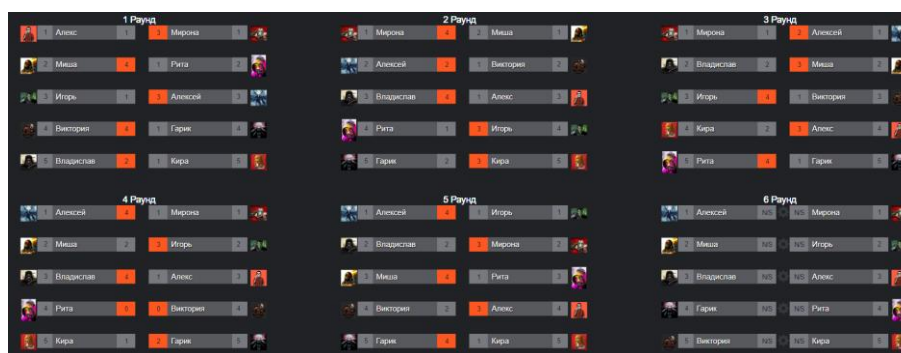 1 Раунд
1 Алекс 1 3 Мирона 1
2 Миша 4 1 Рита 2
3 Игорь 1 3 Алексей 3
4 Виктория 4 1 Гарик 4
5 Владислав 2 1 Кира 5
2 Раунд
1 Мирона 4 2 Миша 1
2 Алексей 2 1 Виктория 2
3 Владислав 4 1 Алекс 3
4 Рита 1 3 Игорь 4
5 Гарик 2 3 Кира 5
3 Раунд
1 Мирона 1 2 Алексей 1
2 Владислав 2 3 Миша 2
3 Игорь 4 1 Виктория 3
4 Кира 2 3 Алекс 4
5 Рита 4 1 Гарик 5
4 Раунд
1 Алексей 4 1 Мирона 1
2 Миша 2 3 Игорь 2
3 Владислав 4 1 Алекс 3
4 Рита 5 0 Виктория 4
5 Кира 1 2 Гарик 5
5 Раунд
1 Алексей 4 1 Игорь 1
2 Владислав 2 3 Мирона 2
3 Миша 4 1 Рита 3
4 Виктория 2 3 Алекс 4
5 Гарик 4 1 Кира 5
6 Раунд
1 Алексей NS NS Мирона 1
2 Миша NS NS Игорь 2
3 Владислав NS NS Алекс 3
4 Гарик NS NS Рита 4
5 Виктория NS NS Кира 5